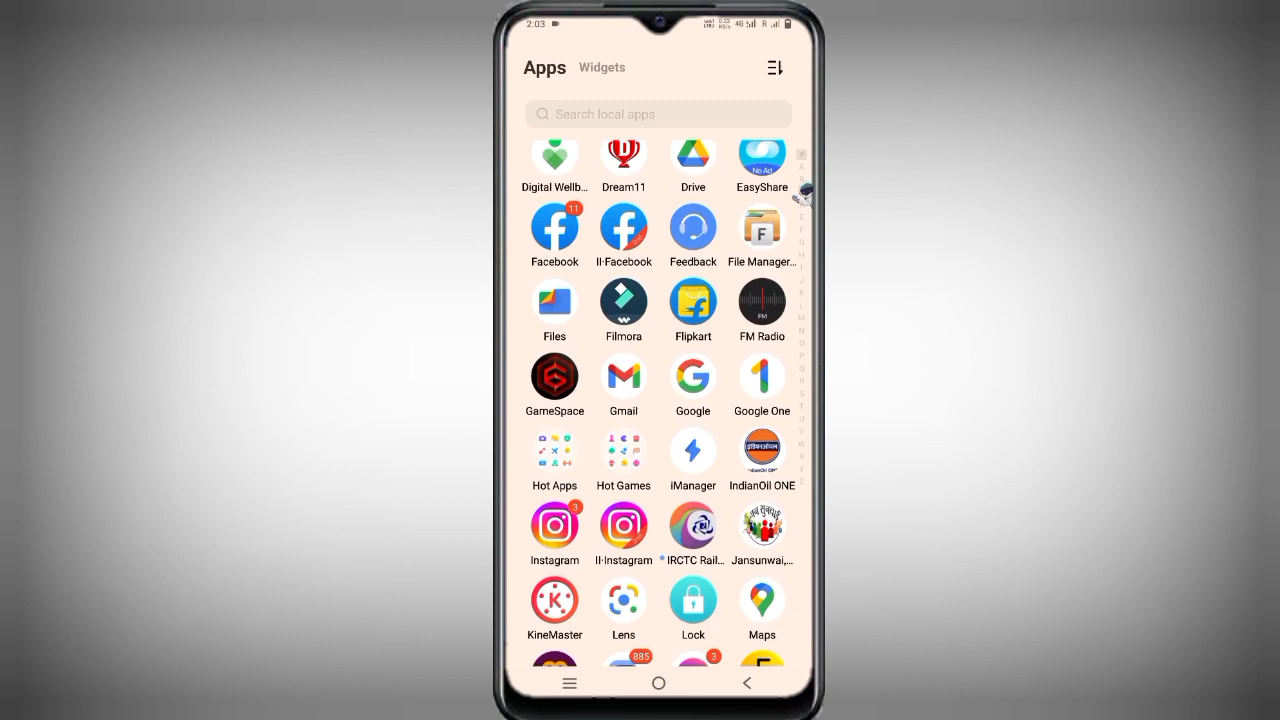 2:03
4G R
Apps Widgets
Search local apps
No Ad
Digital Wellb... Dream11 Drive EasyShare
11
Facebook II·Facebook Feedback File Manager...
FM
Files Filmora Flipkart FM Radio
GameSpace Gmail Google Google One
इंडियनऑयल
Hot Apps Hot Games iManager IndianOil ONE
3
Instagram II·Instagram IRCTC Rail... Jansunwai,...
KineMaster Lens Lock Maps
885 3